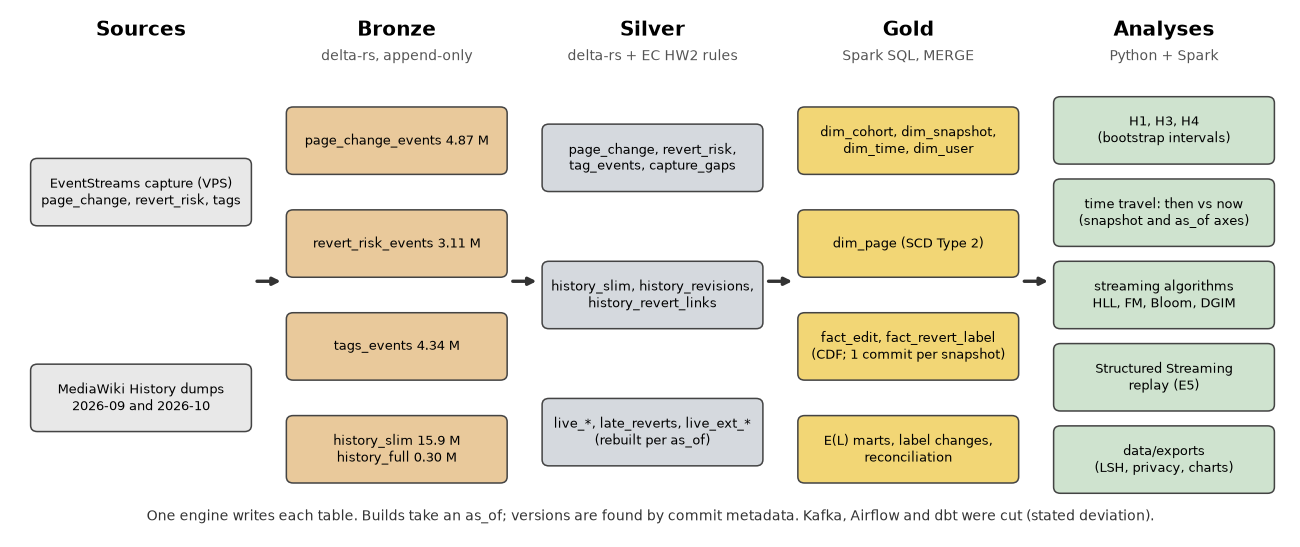 Sources
EventStreams capture (VPS)
page_change, revert_risk, tags
MediaWiki History dumps
2026-09 and 2026-10
Bronze
delta-rs, append-only
page_change_events 4.87 M
revert_risk_events 3.11 M
tags_events 4.34 M
history_slim 15.9 M
history_full 0.30 M
Silver
delta-rs + EC HW2 rules
page_change, revert_risk,
tag_events, capture_gaps
history_slim, history_revisions,
history_revert_links
live_*, late_reverts, live_ext_*
(rebuilt per as_of)
Gold
Spark SQL, MERGE
dim_cohort, dim_snapshot,
dim_time, dim_user
dim_page (SCD Type 2)
fact_edit, fact_revert_label
(CDF; 1 commit per snapshot)
E(L) marts, label changes,
reconciliation
Analyses
Python + Spark
H1, H3, H4
(bootstrap intervals)
time travel: then vs now
(snapshot and as_of axes)
streaming algorithms
HLL, FM, Bloom, DGIM
Structured Streaming
replay (E5)
data/exports
(LSH, privacy, charts)
One engine writes each table. Builds take an as_of; versions are found by commit metadata. Kafka, Airflow and dbt were cut (stated deviation).